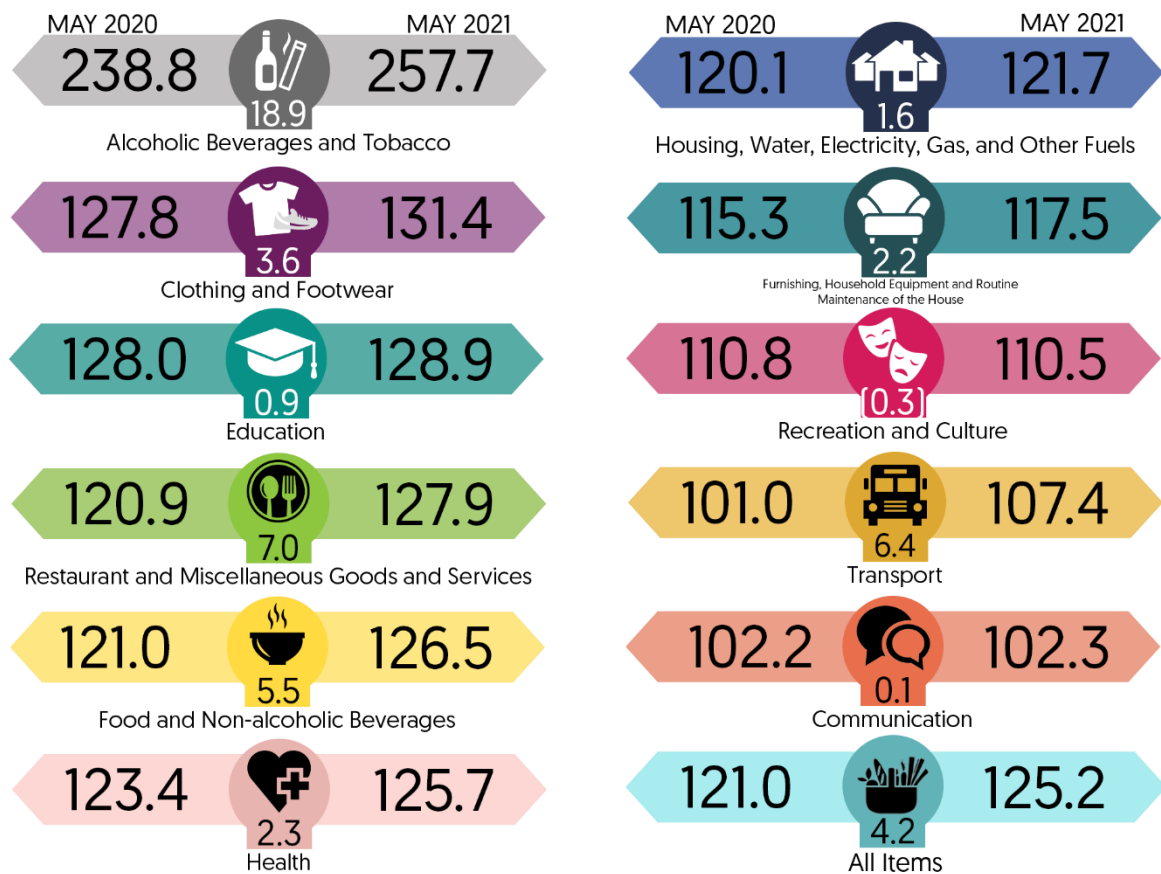 MAY 2020 MAY 2021
238.8 257.7
18.9
Alcoholic Beverages and Tobacco
127.8 131.4
3.6
Clothing and Footwear
128.0 128.9
0.9
Education
120.9 127.9
7.0
Restaurant and Miscellaneous Goods and Services
121.0 126.5
5.5
Food and Non-alcoholic Beverages
123.4 125.7
2.3
Health
MAY 2020 MAY 2021
120.1 121.7
1.6
Housing, Water, Electricity, Gas, and Other Fuels
115.3 117.5
2.2
Furnishing, Household Equipment and Routine
Maintenance of the House
110.8 110.5
(0.3)
Recreation and Culture
101.0 107.4
6.4
Transport
102.2 102.3
0.1
Communication
121.0 125.2
4.2
All Items